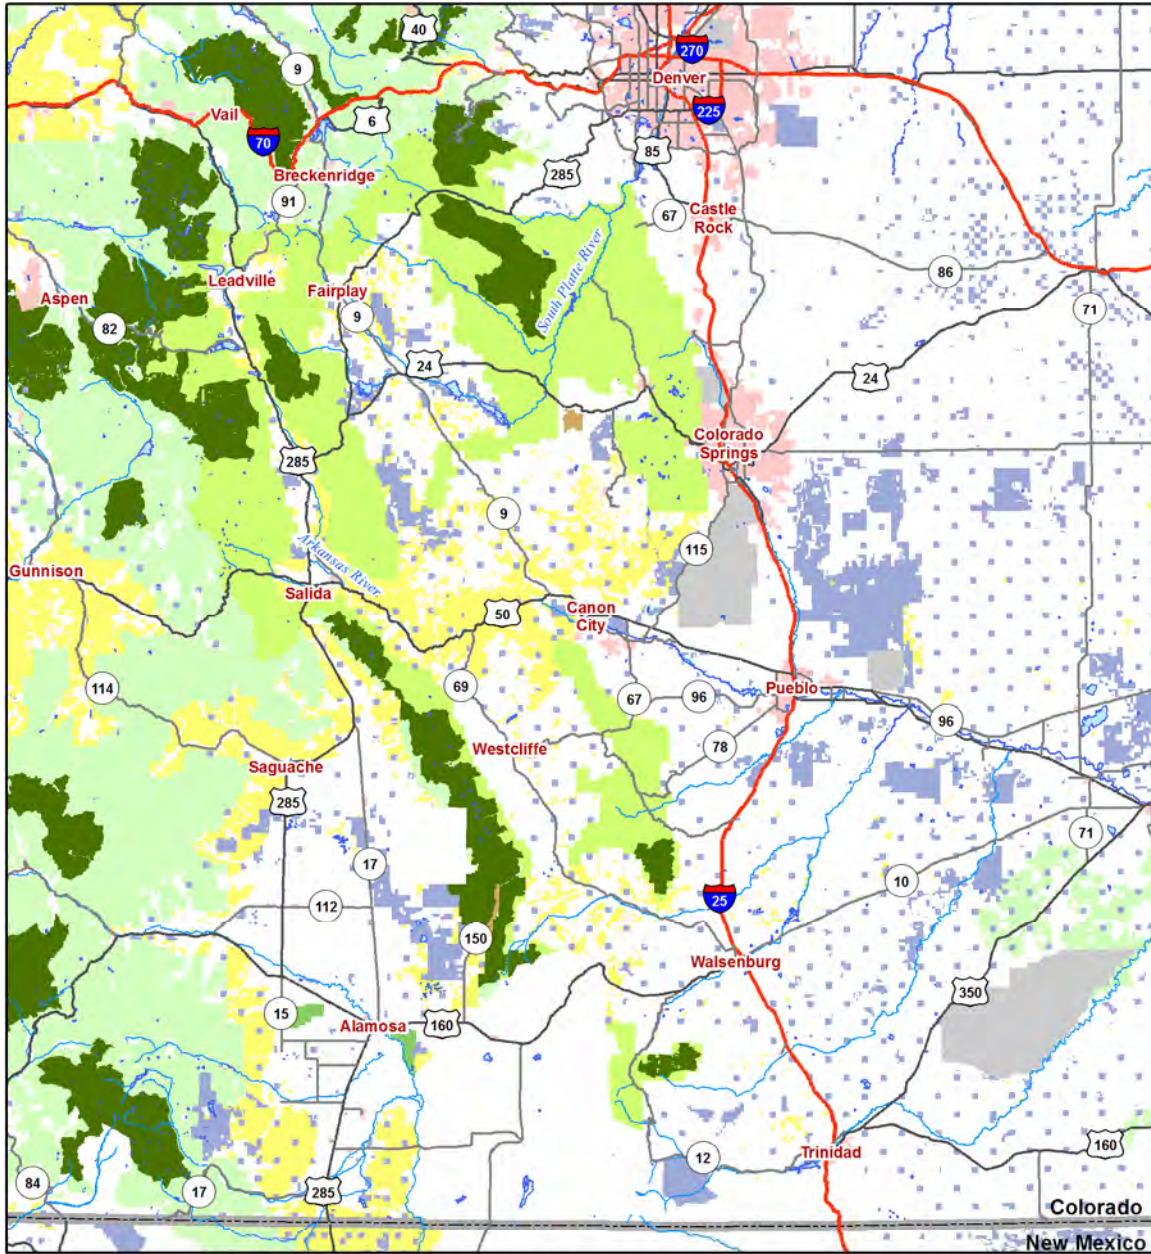 40
270
9
Denver
225
Vail
6
70
85
Breckenridge
285
91
67
Castle
Rock
South Platte River
86
Leadville
Aspen
Fairplay
9
71
82
24
24
Colorado
Springs
285
9
115
Arkansas River
Gunnison
Salida
50
Canon
City
114
69
67
96
Pueblo
96
Westcliffe
78
Saguache
285
71
17
10
112
25
150
Walsenburg
350
15
Alamosa
160
Trinidad
160
12
84
17
285
Colorado
New Mexico